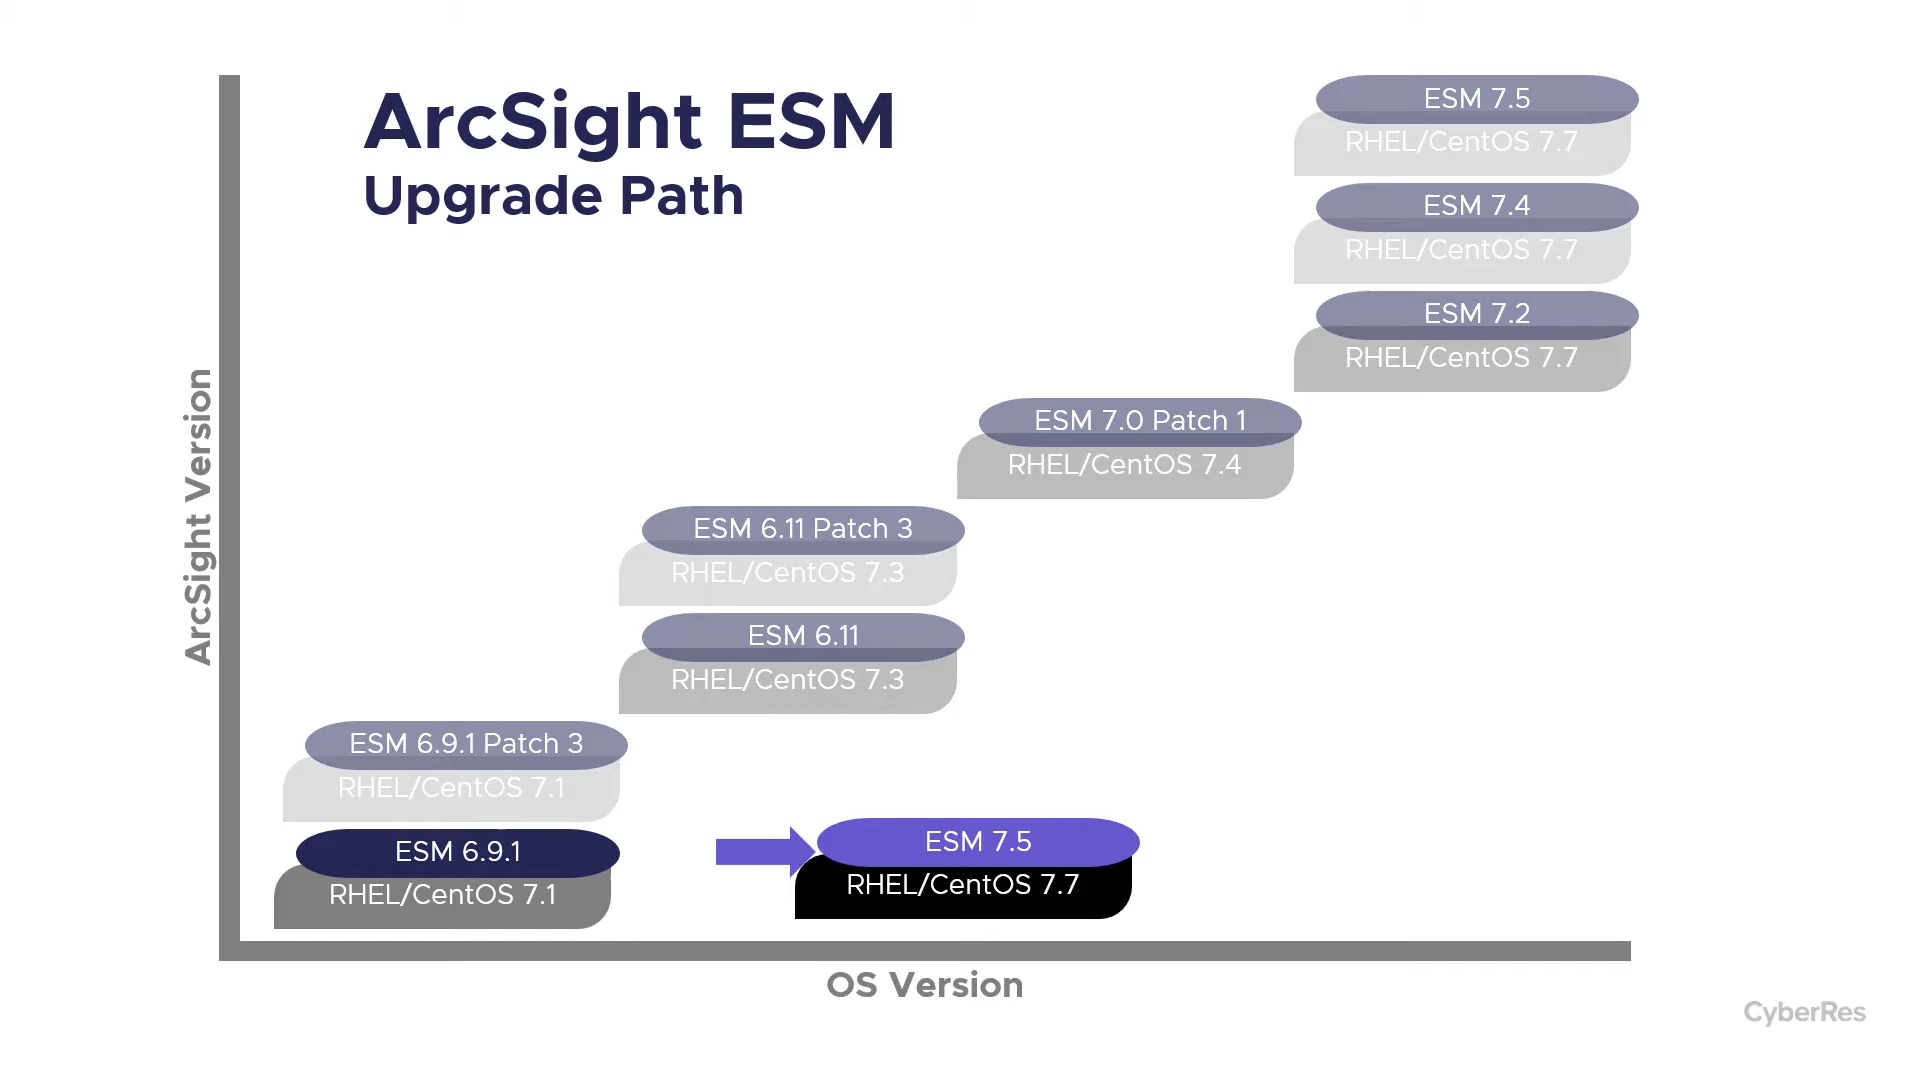 ArcSight ESM
Upgrade Path
ESM 7.5
RHEL/CentOS 7.7
ESM 7.4
RHEL/CentOS 7.7
ESM 7.2
RHEL/CentOS 7.7
ESM 7.0 Patch 1
RHEL/CentOS 7.4
ESM 6.11 Patch 3
RHEL/CentOS 7.3
ESM 6.11
RHEL/CentOS 7.3
ESM 6.9.1 Patch 3
RHEL/CentOS 7.1
ESM 6.9.1
RHEL/CentOS 7.1
ESM 7.5
RHEL/CentOS 7.7
ArcSight Version
OS Version
CyberRes